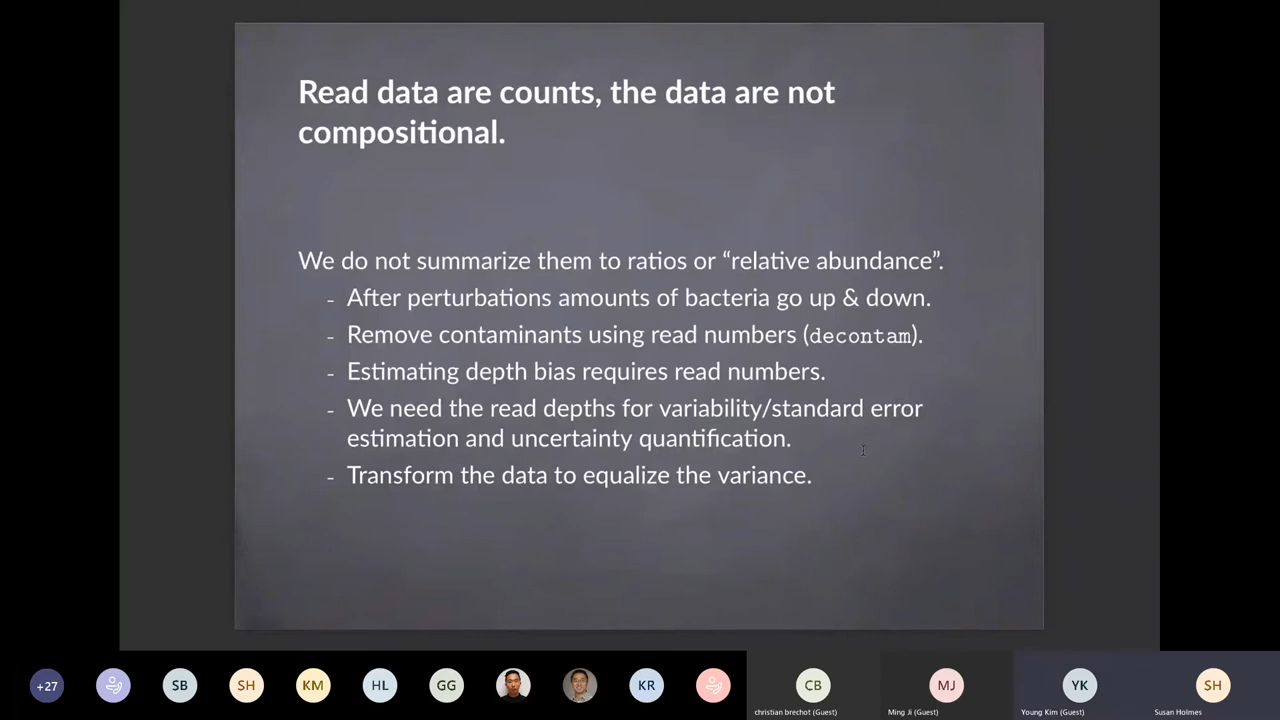 Read data are counts, the data are not
compositional.
We do not summarize them to ratios or “relative abundance”.
- After perturbations amounts of bacteria go up & down.
- Remove contaminants using read numbers (decontam).
- Estimating depth bias requires read numbers.
- We need the read depths for variability/standard error
estimation and uncertainty quantification.
- Transform the data to equalize the variance.
+27
SB
SH
KM
HL
GG
KR
CB
christian brechot (Guest)
MJ
Ming Ji (Guest)
YK
Young Kim (Guest)
SH
Susan Holmes